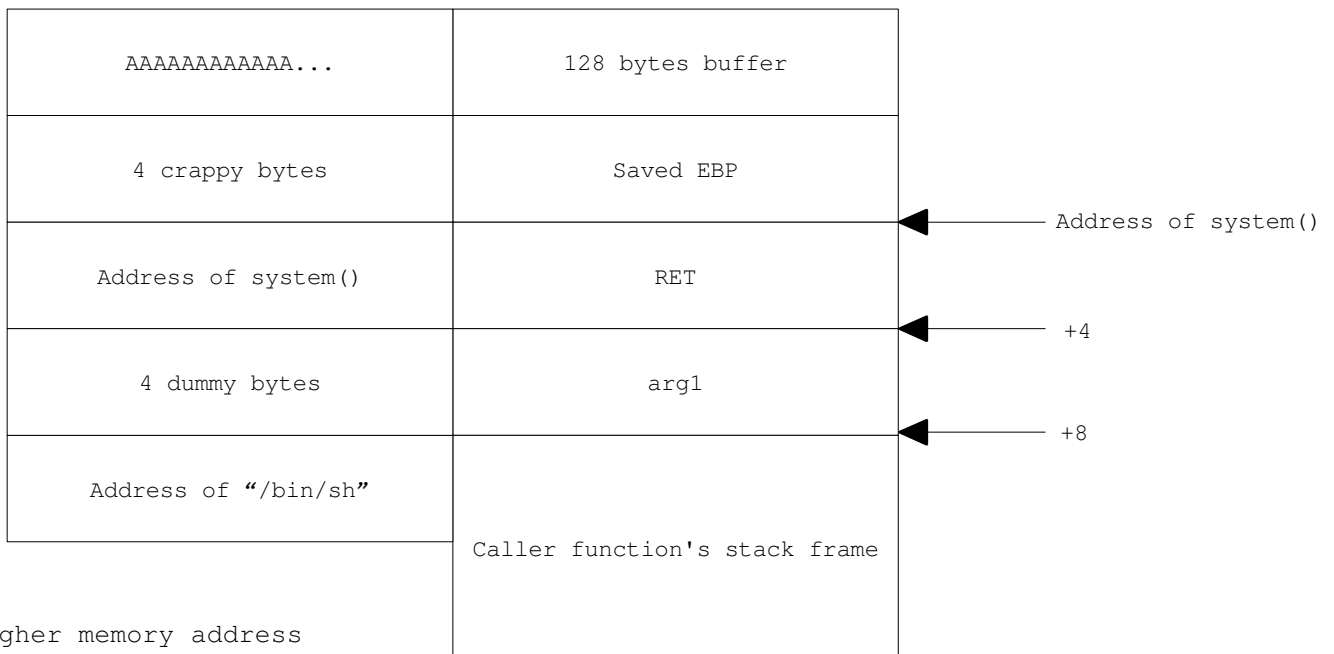 AAAAAAAAAAAA...
128 bytes buffer
4 crappy bytes
Saved EBP
Address of system()
Address of system()
RET
+4
4 dummy bytes
arg1
+8
Address of “/bin/sh”
Caller function's stack frame
gher memory address